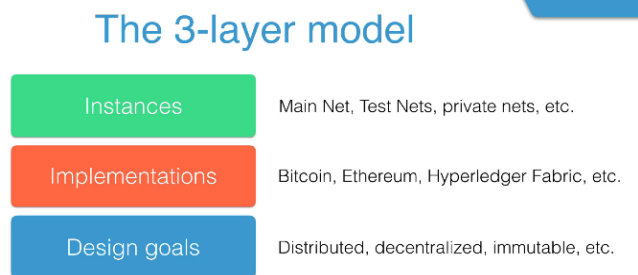 The 3-layer model
Instances
Main Net, Test Nets, private nets, etc.
Implementations
Bitcoin, Ethereum, Hyperledger Fabric, etc.
Design goals
Distributed, decentralized, immutable, etc.